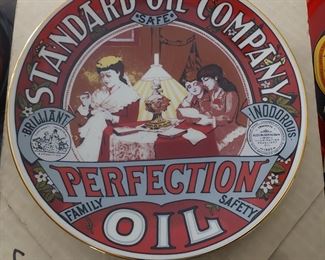 STANDARD OIL COMPANY
"SAFE"
BRILLIANT
INODOROUS
PERFECTION
FAMILY
SAFETY
OIL